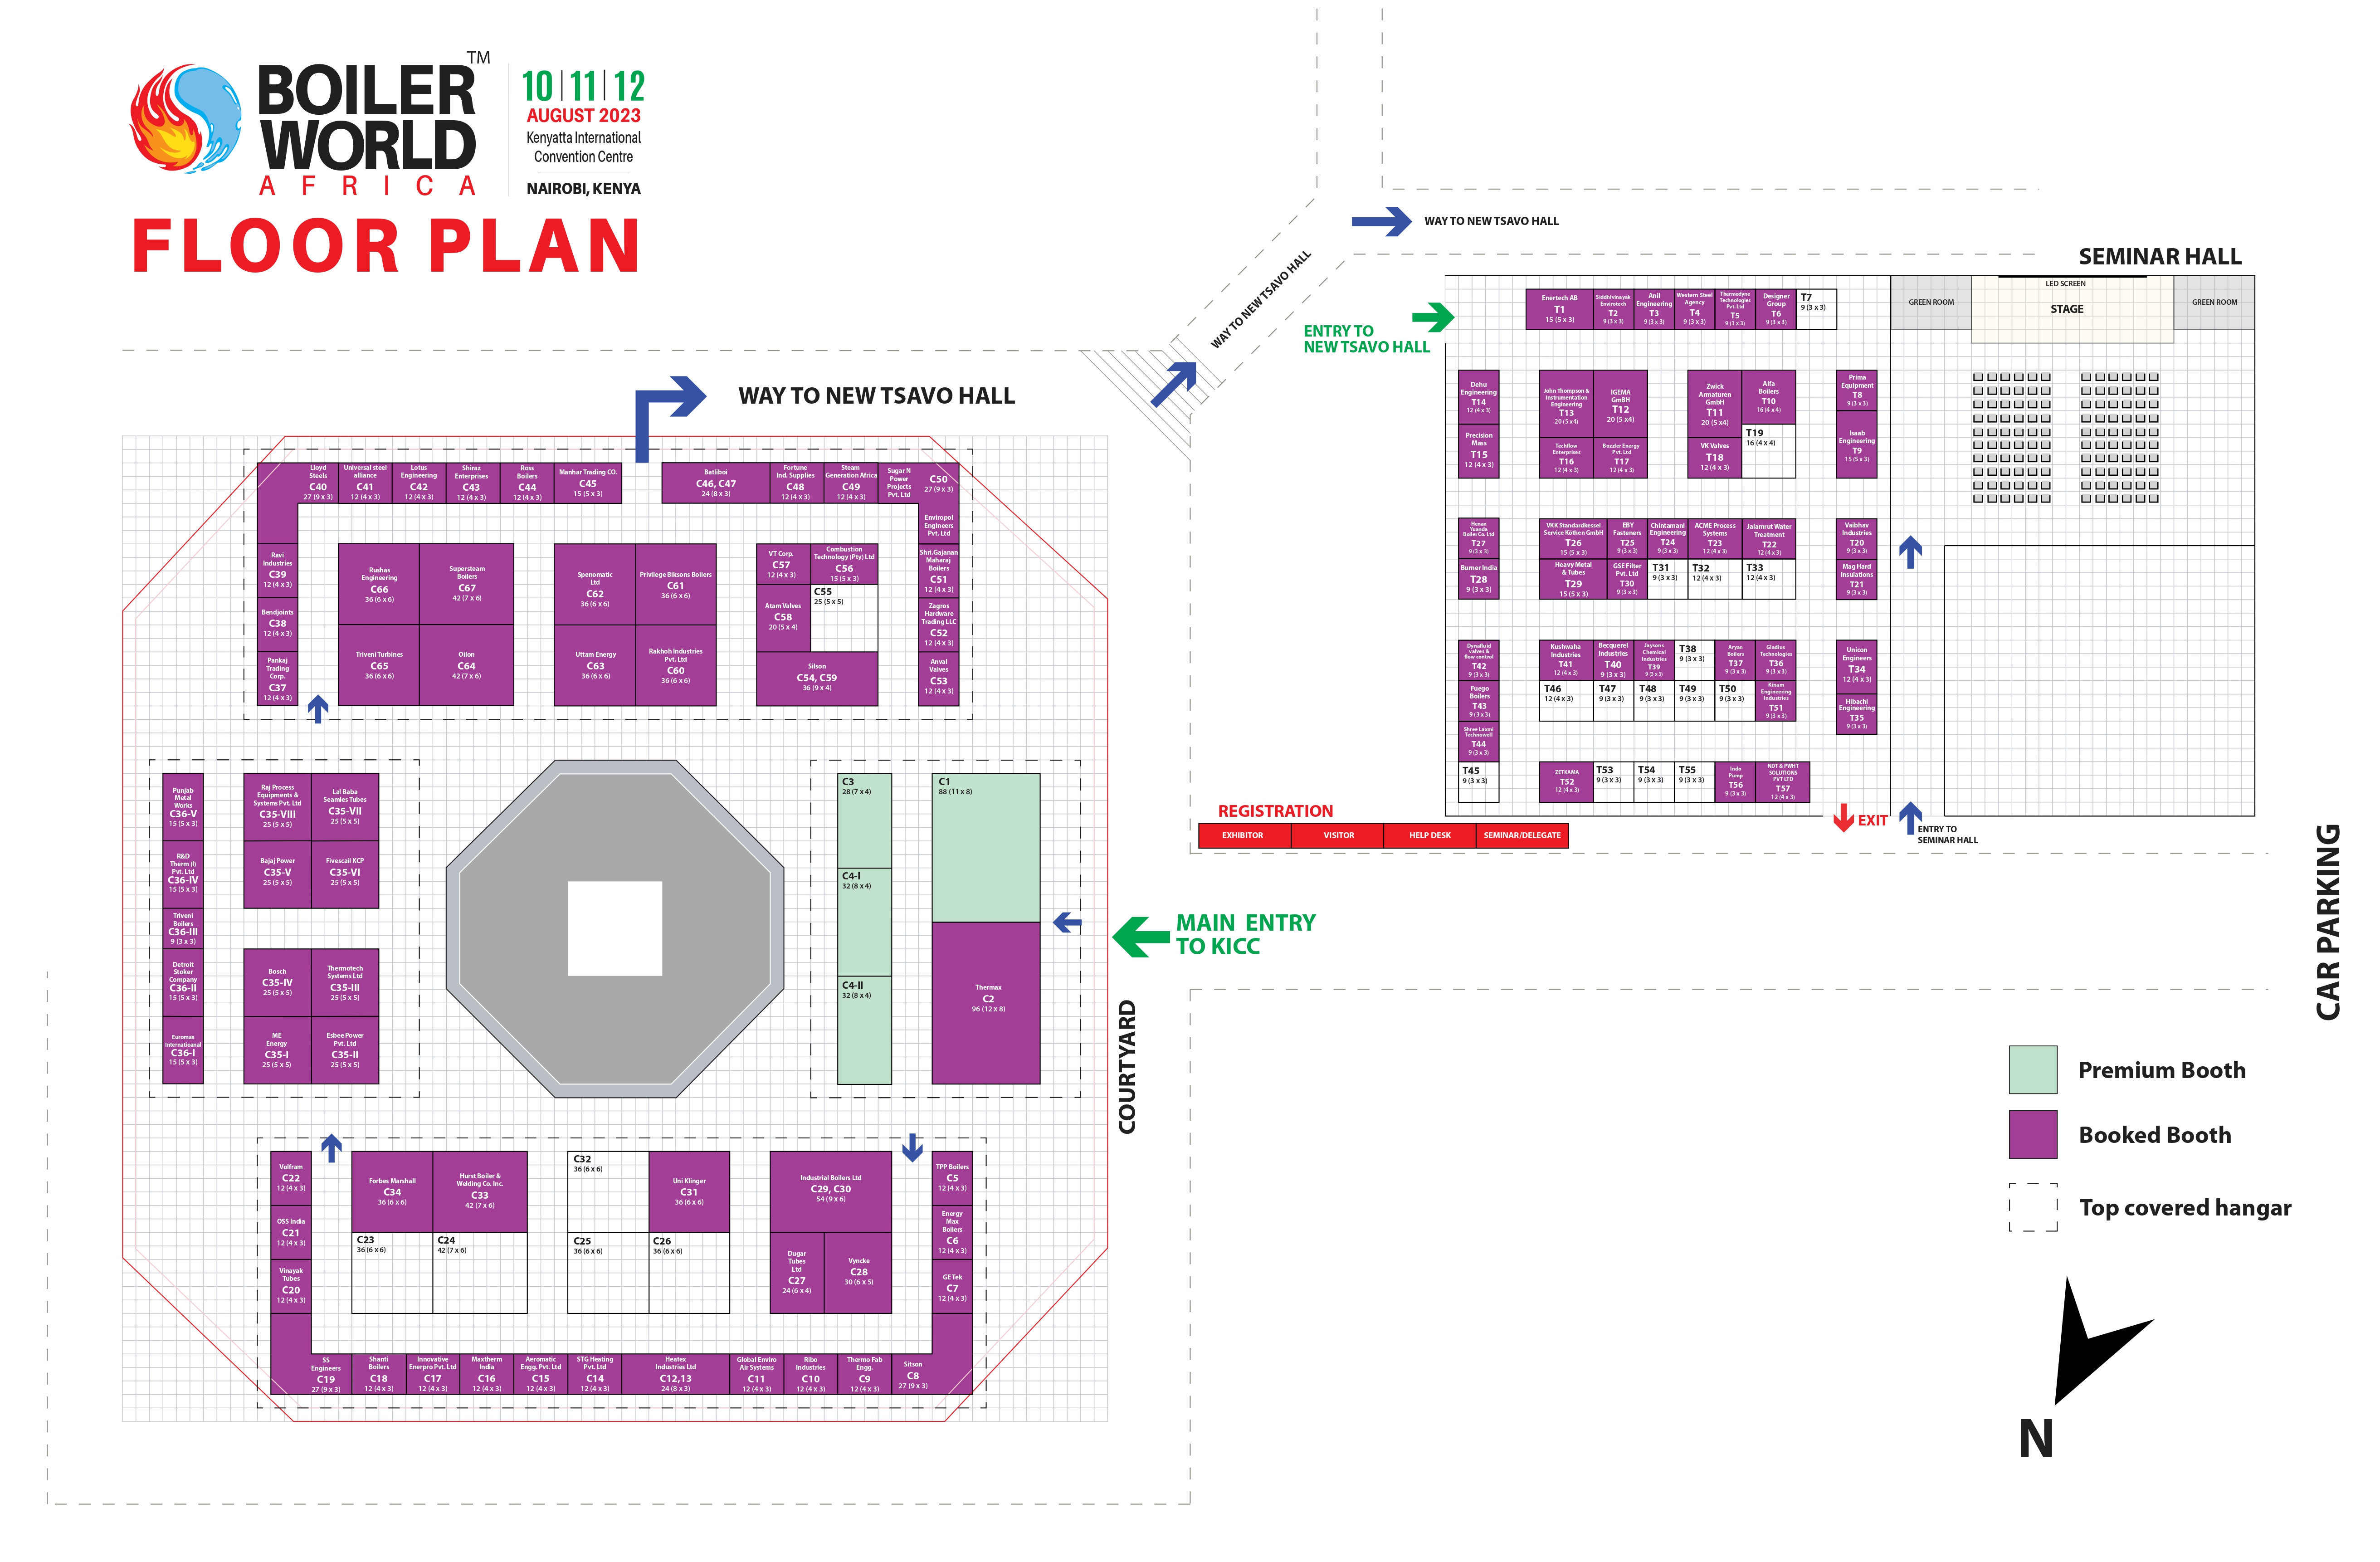 BOILER™
WORLD
AFRICA
10 | 11 | 12
AUGUST 2023
Kenyatta International
Convention Centre
NAIROBI, KENYA
FLOOR PLAN
WAY TO NEW TSAVO HALL
WAY TO NEW TSAVO HALL
WAY TO NEW TSAVO HALL
ENTRY TO
NEW TSAVO HALL
SEMINAR HALL
GREEN ROOM
LED SCREEN
STAGE
GREEN ROOM
Enertech AB
T1
15 (5 x 3)
Siddhivinayak
Envirotech
T2
9 (3 x 3)
Anil
Engineering
T3
9 (3 x 3)
Western Steel
Agency
T4
9 (3 x 3)
Thermodyne
Technologies
Pvt. Ltd
T5
9 (3 x 3)
Designer
Group
T6
9 (3 x 3)
T7
9 (3 x 3)
Dehu
Engineering
T14
12 (4 x 3)
Precision
Mass
T15
12 (4 x 3)
John Thompson &
Instrumentation
Engineering
T13
20 (5 x4)
IGEMA
GmBH
T12
20 (5 x4)
Techflow
Enterprises
T16
12 (4 x 3)
Bozzler Energy
Pvt. Ltd
T17
12 (4 x 3)
Zwick
Armaturen
GmbH
T11
20 (5 x4)
Alfa
Boilers
T10
16 (4 x 4)
VK Valves
T18
12 (4 x 3)
T19
16 (4 x 4)
Prima
Equipment
T8
9 (3 x 3)
Isaab
Engineering
T9
15 (5 x 3)
Henan
Yuanda
Boiler Co. Ltd
T27
9 (3 x 3)
Burner India
T28
9 (3 x 3)
VKK Standardkessel
Service Köthen GmbH
T26
15 (5 x 3)
EBY
Fasteners
T25
9 (3 x 3)
Chintamani
Engineering
T24
9 (3 x 3)
ACME Process
Systems
T23
12 (4 x 3)
Jalamrut Water
Treatment
T22
12 (4 x 3)
Heavy Metal
& Tubes
T29
15 (5 x 3)
GSE Filter
Pvt. Ltd
T30
9 (3 x 3)
T31
9 (3 x 3)
T32
12 (4 x 3)
T33
12 (4 x 3)
Vaibhav
Industries
T20
9 (3 x 3)
Mag Hard
Insulations
T21
9 (3 x 3)
Dynafluid
valves &
flow control
T42
9 (3 x 3)
Fuego
Boilers
T43
9 (3 x 3)
Shree Laxmi
Technowell
T44
9 (3 x 3)
T45
9 (3 x 3)
Kushwaha
Industries
T41
12 (4 x 3)
Becquerel
Industries
T40
9 (3 x 3)
Jaysons
Chemical
Industries
T39
9 (3 x 3)
T38
9 (3 x 3)
Aryan
Boilers
T37
9 (3 x 3)
Gladius
Technologies
T36
9 (3 x 3)
T46
12 (4 x 3)
T47
9 (3 x 3)
T48
9 (3 x 3)
T49
9 (3 x 3)
T50
9 (3 x 3)
Kinam
Engineering
Industries
T51
9 (3 x 3)
Unicon
Engineers
T34
12 (4 x 3)
Hibachi
Engineering
T35
9 (3 x 3)
ZETKAMA
T52
12 (4 x 3)
T53
9 (3 x 3)
T54
9 (3 x 3)
T55
9 (3 x 3)
Indo
Pump
T56
9 (3 x 3)
NDT & PWHT
SOLUTIONS
PVT LTD
T57
12 (4 x 3)
EXIT
ENTRY TO
SEMINAR HALL
REGISTRATION
EXHIBITOR
VISITOR
HELP DESK
SEMINAR/DELEGATE
CAR PARKING
Lloyd
Steels
C40
27 (9 x 3)
Universal steel
alliance
C41
12 (4 x 3)
Lotus
Engineering
C42
12 (4 x 3)
Shiraz
Enterprises
C43
12 (4 x 3)
Ross
Boilers
C44
12 (4 x 3)
Manhar Trading CO.
C45
15 (5 x 3)
Batliboi
C46, C47
24 (8 x 3)
Fortune
Ind. Supplies
C48
12 (4 x 3)
Steam
Generation Africa
C49
12 (4 x 3)
Sugar N
Power
Projects
Pvt. Ltd
C50
27 (9 x 3)
Enviropol
Engineers
Pvt. Ltd
Ravi
Industries
C39
12 (4 x 3)
Bendjoints
C38
12 (4 x 3)
Pankaj
Trading
Corp.
C37
12 (4 x 3)
Rushas
Engineering
C66
36 (6 x 6)
Supersteam
Boilers
C67
42 (7 x 6)
Triveni Turbines
C65
36 (6 x 6)
Oilon
C64
42 (7 x 6)
Spenomatic
Ltd
C62
36 (6 x 6)
Privilege Biksons Boilers
C61
36 (6 x 6)
Uttam Energy
C63
36 (6 x 6)
Rakhoh Industries
Pvt. Ltd
C60
36 (6 x 6)
VT Corp.
C57
12 (4 x 3)
Combustion
Technology (Pty) Ltd
C56
15 (5 x 3)
Atam Valves
C58
20 (5 x 4)
C55
25 (5 x 5)
Silson
C54, C59
36 (9 x 4)
Shri.Gajanan
Maharaj
Boilers
C51
12 (4 x 3)
Zagros
Hardware
Trading LLC
C52
12 (4 x 3)
Anval
Valves
C53
12 (4 x 3)
Punjab
Metal
Works
C36-V
15 (5 x 3)
R&D
Therm (I)
Pvt. Ltd
C36-IV
15 (5 x 3)
Triveni
Boilers
C36-III
9 (3 x 3)
Detroit
Stoker
Company
C36-II
15 (5 x 3)
Euromax
Internatioanal
C36-I
15 (5 x 3)
Raj Process
Equipments &
Systems Pvt. Ltd
C35-VIII
25 (5 x 5)
Lal Baba
Seamles Tubes
C35-VII
25 (5 x 5)
Bajaj Power
C35-V
25 (5 x 5)
Fivescail KCP
C35-VI
25 (5 x 5)
Bosch
C35-IV
25 (5 x 5)
Thermotech
Systems Ltd
C35-III
25 (5 x 5)
ME
Energy
C35-I
25 (5 x 5)
Esbee Power
Pvt. Ltd
C35-II
25 (5 x 5)
C3
28 (7 x 4)
C4-I
32 (8 x 4)
C4-II
32 (8 x 4)
C1
88 (11 x 8)
Thermax
C2
96 (12 x 8)
MAIN ENTRY
TO KICC
COURTYARD
Volfram
C22
12 (4 x 3)
OSS India
C21
12 (4 x 3)
Vinayak
Tubes
C20
12 (4 x 3)
Forbes Marshall
C34
36 (6 x 6)
Hurst Boiler &
Welding Co. Inc.
C33
42 (7 x 6)
C23
36 (6 x 6)
C24
42 (7 x 6)
C32
36 (6 x 6)
Uni Klinger
C31
36 (6 x 6)
C25
36 (6 x 6)
C26
36 (6 x 6)
Industrial Boilers Ltd
C29, C30
54 (9 x 6)
Dugar
Tubes
Ltd
C27
24 (6 x 4)
Vyncke
C28
30 (6 x 5)
TPP Boilers
C5
12 (4 x 3)
Energy
Max
Boilers
C6
12 (4 x 3)
GE Tek
C7
12 (4 x 3)
SS
Engineers
C19
27 (9 x 3)
Shanti
Boilers
C18
12 (4 x 3)
Innovative
Enerpro Pvt. Ltd
C17
12 (4 x 3)
Maxtherm
India
C16
12 (4 x 3)
Aeromatic
Engg. Pvt. Ltd
C15
12 (4 x 3)
STG Heating
Pvt. Ltd
C14
12 (4 x 3)
Heatex
Industries Ltd
C12,13
24 (8 x 3)
Global Enviro
Air Systems
C11
12 (4 x 3)
Ribo
Industries
C10
12 (4 x 3)
Thermo Fab
Engg.
C9
12 (4 x 3)
Sitson
C8
27 (9 x 3)
Premium Booth
Booked Booth
Top covered hangar
N